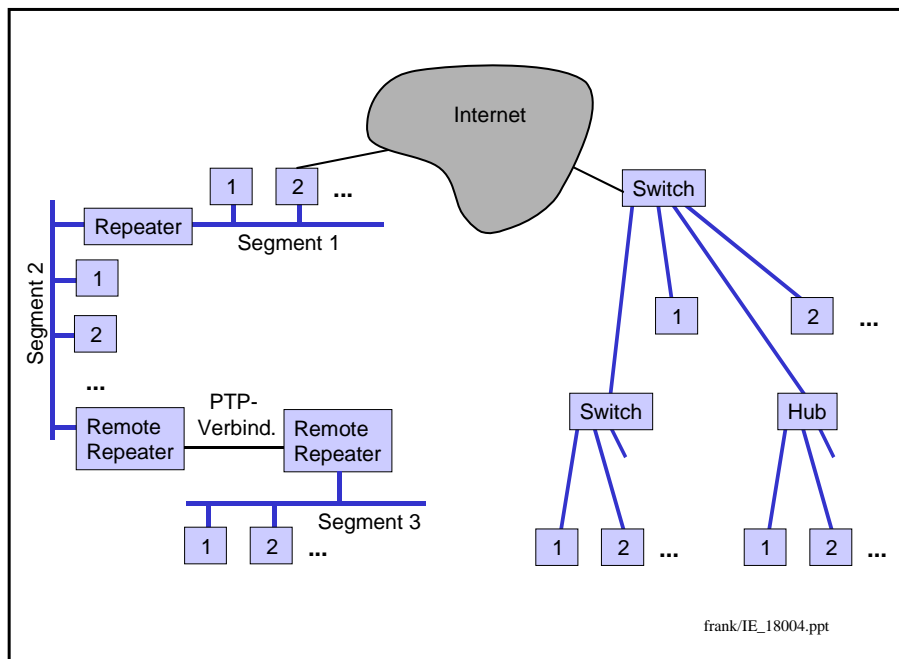 Internet
1
2
...
Switch
Repeater
Segment 1
Segment 2
1
2
...
1
2
...
PTP-
Verbind.
Remote
Repeater
Remote
Repeater
Switch
Hub
Segment 3
1
2
...
1
2
...
1
2
...
frank/IE_18004.ppt